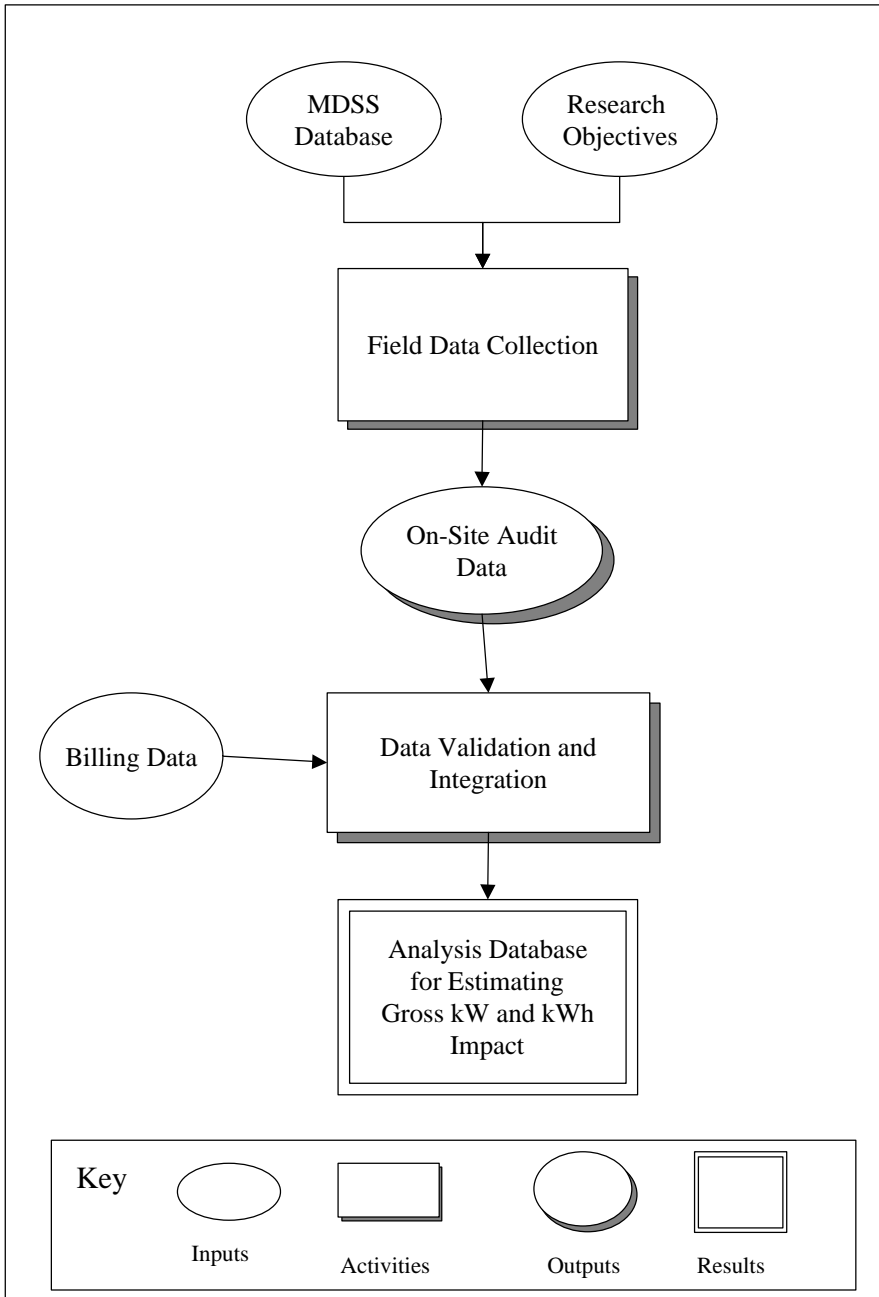 MDSS
Database
Research
Objectives
Field Data Collection
On-Site Audit
Data
Billing Data
Data Validation and
Integration
Analysis Database
for Estimating
Gross kW and kWh
Impact
Key
Inputs
Activities
Outputs
Results